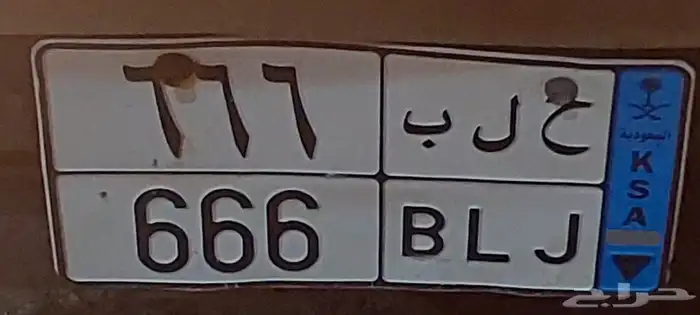 ٦٦٦ ح ل ب
السعودية
666 B L J
K
S
A
حراج